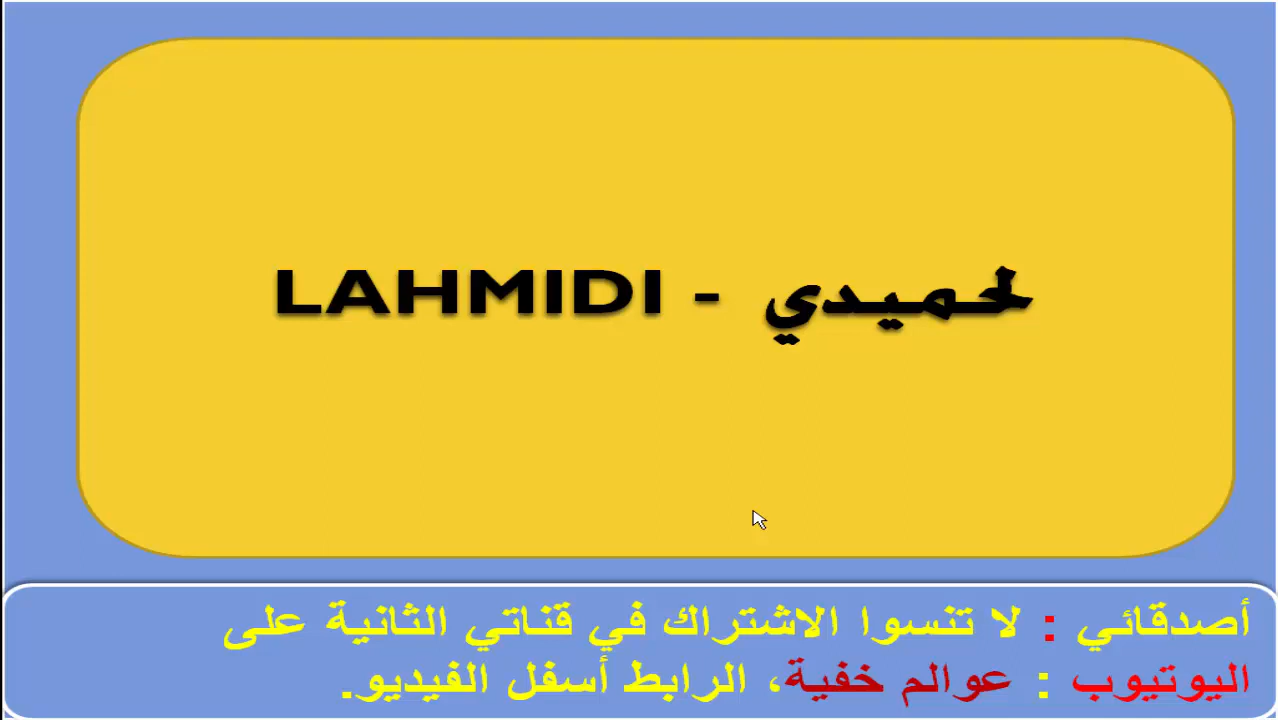 لحميدي - LAHMIDI
أصدقائي : لا تنسوا الاشتراك في قناتي الثانية على
اليوتيوب : عوالم خفية، الرابط أسفل الفيديو.